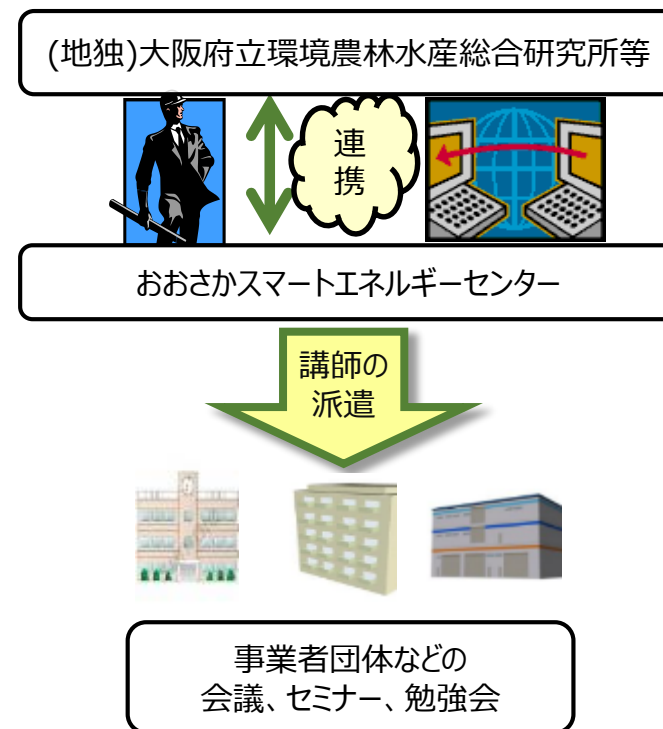 (地独)大阪府立環境農林水産総合研究所等
連
携
おおさかスマートエネルギーセンター
講師の
派遣
事業者団体などの
会議、セミナー、勉強会